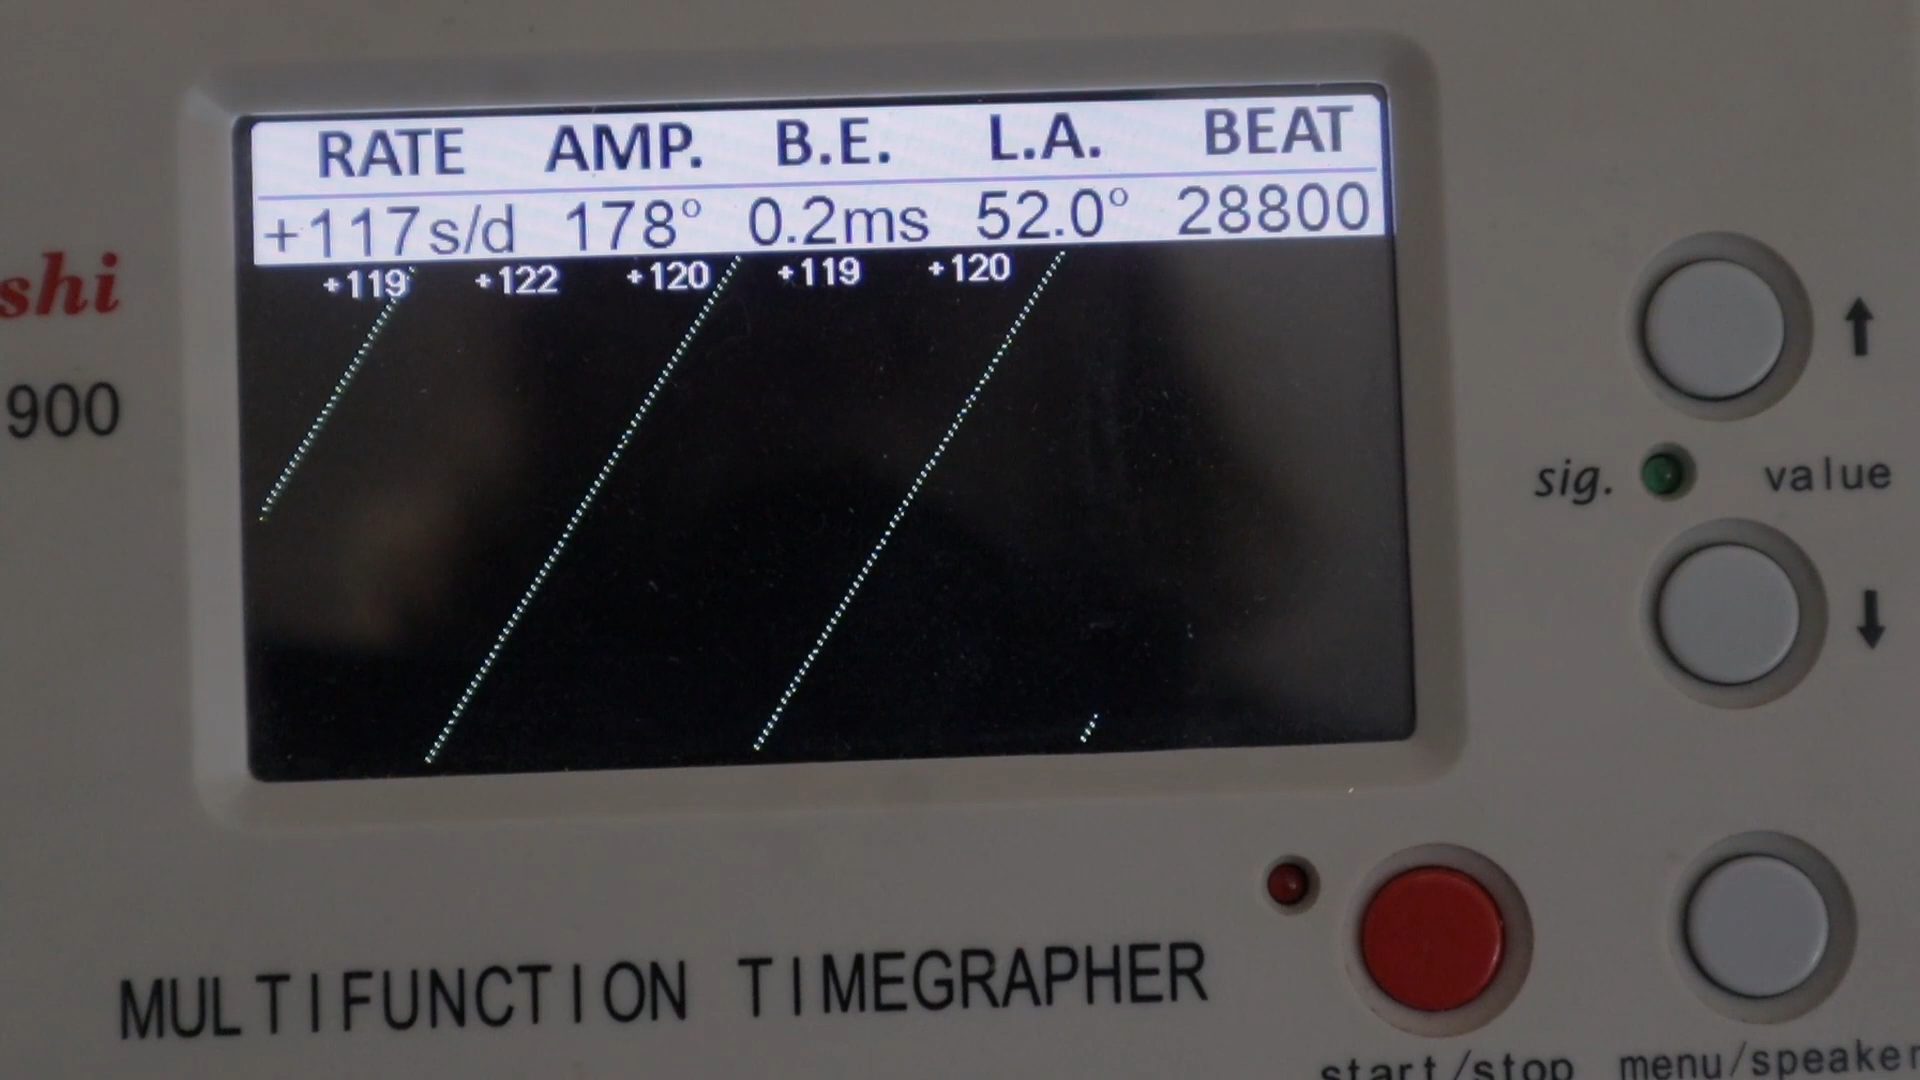 RATE AMP. B.E. L.A. BEAT
+117s/d 178° 0.2ms 52.0° 28800
+119 +122 +120 +119 +120
shi
900
sig. value
MULTIFUNCTION TIMEGRAPHER
start/stop menu/speaker